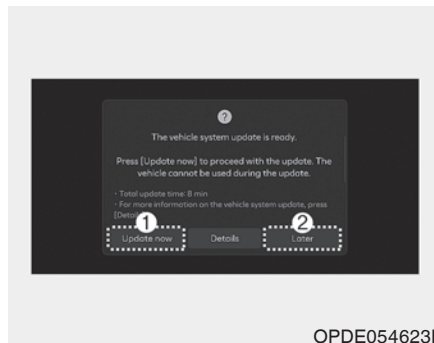 ?
The vehicle system update is ready.
Press [Update now] to proceed with the update. The
vehicle cannot be used during the update.
- Total update time: 8 min
- For more information on the vehicle system update, press
[Detail
1
2
Update now
Details
Later
OPDE054623